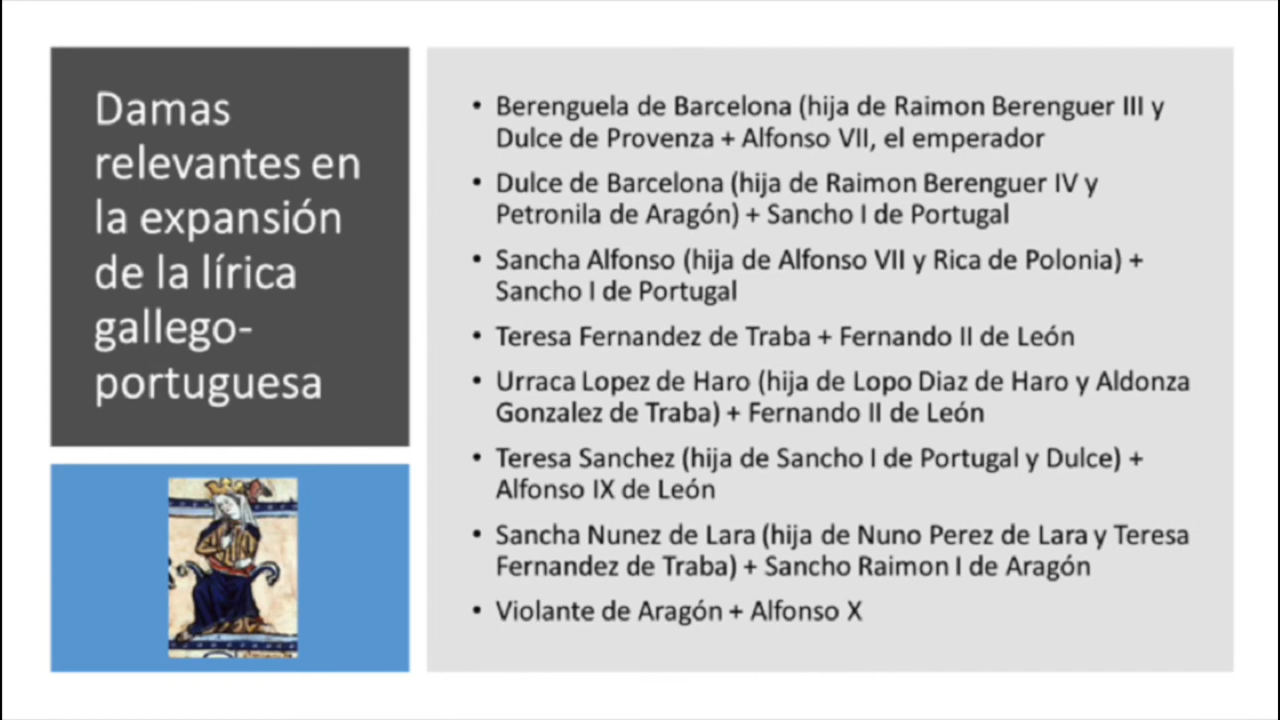 Damas
relevantes en
la expansión
de la lírica
gallego-
portuguesa
• Berenguela de Barcelona (hija de Raimon Berenguer III y
Dulce de Provenza + Alfonso VII, el emperador
• Dulce de Barcelona (hija de Raimon Berenguer IV y
Petronila de Aragón) + Sancho I de Portugal
• Sancha Alfonso (hija de Alfonso VII y Rica de Polonia) +
Sancho I de Portugal
• Teresa Fernandez de Traba + Fernando II de León
• Urraca Lopez de Haro (hija de Lopo Diaz de Haro y Aldonza
Gonzalez de Traba) + Fernando II de León
• Teresa Sanchez (hija de Sancho I de Portugal y Dulce) +
Alfonso IX de León
• Sancha Nunez de Lara (hija de Nuno Perez de Lara y Teresa
Fernandez de Traba) + Sancho Raimon I de Aragón
• Violante de Aragón + Alfonso X